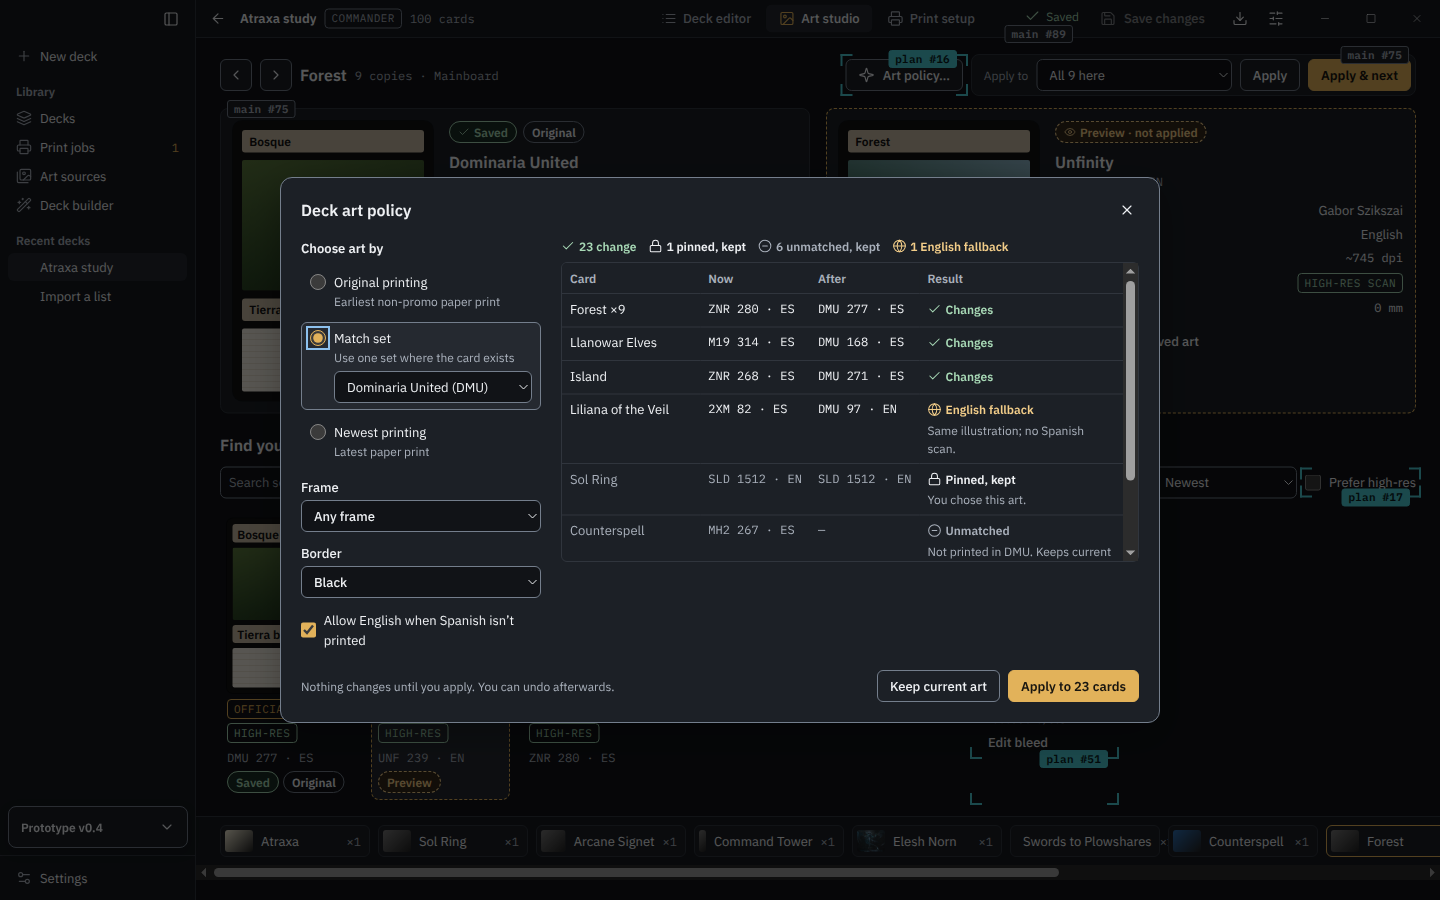 Atraxa study COMMANDER 100 cards
Deck editor
Art studio
Print setup
Saved
Save changes
main #89
New deck
Library
Decks
Print jobs 1
Art sources
Deck builder
Recent decks
Atraxa study
Import a list
Prototype v0.4
Settings
Forest 9 copies · Mainboard
plan #16
Art policy...
Apply to
All 9 here
Apply
main #75
Apply & next
main #75
Bosque
Saved
Original
Dominaria United
Forest
Preview · not applied
Unfinity
Gabor Szikszai
English
~745 dpi
HIGH-RES SCAN
0 mm
Deck art policy
Choose art by
Original printing
Earliest non-promo paper print
Match set
Use one set where the card exists
Dominaria United (DMU)
Newest printing
Latest paper print
Frame
Any frame
Border
Black
Allow English when Spanish isn’t
printed
23 change
1 pinned, kept
6 unmatched, kept
1 English fallback
Card Now After Result
Forest ×9 ZNR 280 · ES DMU 277 · ES Changes
Llanowar Elves M19 314 · ES DMU 168 · ES Changes
Island ZNR 268 · ES DMU 271 · ES Changes
Liliana of the Veil 2XM 82 · ES DMU 97 · EN English fallback
Same illustration; no Spanish
scan.
Sol Ring SLD 1512 · EN SLD 1512 · EN Pinned, kept
You chose this art.
Counterspell MH2 267 · ES — Unmatched
Not printed in DMU. Keeps current
Nothing changes until you apply. You can undo afterwards.
Keep current art
Apply to 23 cards
Tierra
ved art
Find you
Search s
Newest
Prefer high-res
plan #17
Bosque
Tierra b
OFFICIA
HIGH-RES
DMU 277 · ES
Saved
Original
HIGH-RES
UNF 239 · EN
Preview
HIGH-RES
ZNR 280 · ES
Edit bleed
plan #51
Atraxa ×1
Sol Ring ×1
Arcane Signet ×1
Command Tower ×1
Elesh Norn ×1
Swords to Plowshares ×
Counterspell ×1
Forest